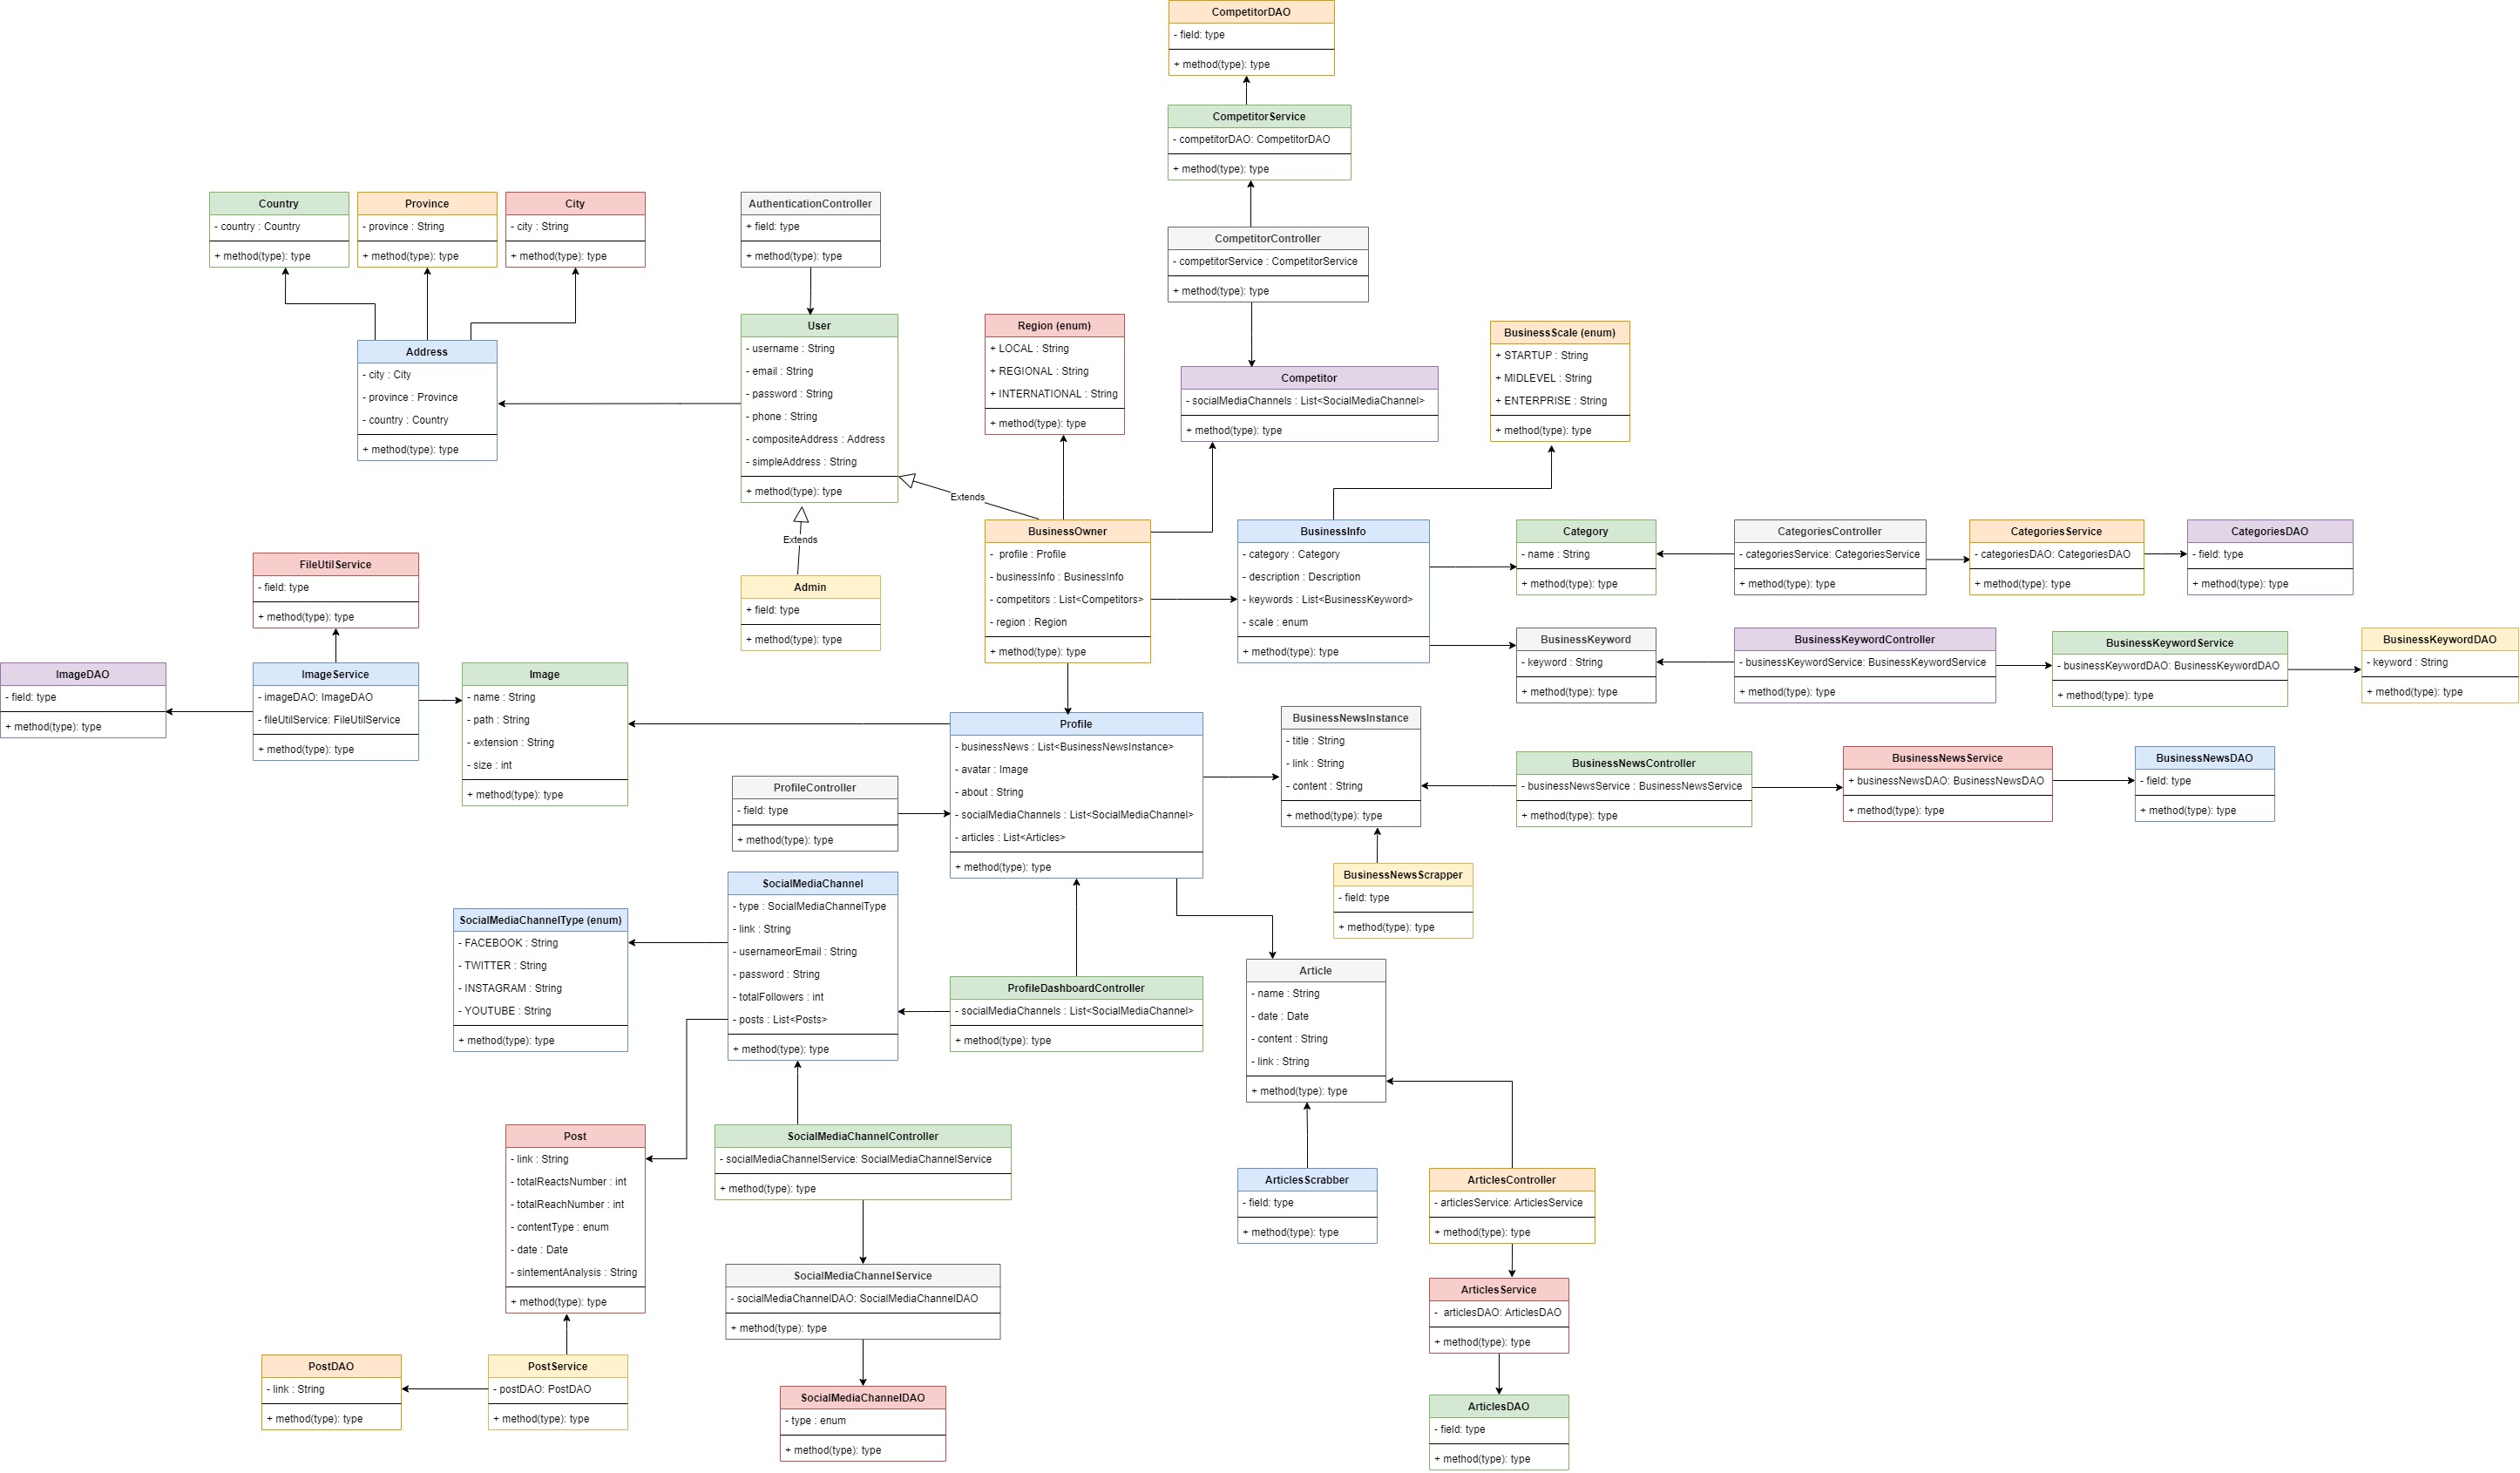 CompetitorDAO
- field: type
+ method(type): type
CompetitorService
- competitorDAO: CompetitorDAO
+ method(type): type
Country
- country : Country
+ method(type): type
Province
- province : String
+ method(type): type
City
- city : String
+ method(type): type
AuthenticationController
+ field: type
+ method(type): type
CompetitorController
- competitorService : CompetitorService
+ method(type): type
Address
- city : City
- province : Province
- country : Country
+ method(type): type
User
- username : String
- email : String
- password : String
- phone : String
- compositeAddress : Address
- simpleAddress : String
+ method(type): type
Region (enum)
+ LOCAL : String
+ REGIONAL : String
+ INTERNATIONAL : String
+ method(type): type
Competitor
- socialMediaChannels : List<SocialMediaChannel>
+ method(type): type
BusinessScale (enum)
+ STARTUP : String
+ MIDLEVEL : String
+ ENTERPRISE : String
+ method(type): type
Extends
Extends
Admin
+ field: type
+ method(type): type
BusinessOwner
- profile : Profile
- businessInfo : BusinessInfo
- competitors : List<Competitors>
- region : Region
+ method(type): type
BusinessInfo
- category : Category
- description : Description
- keywords : List<BusinessKeyword>
- scale : enum
+ method(type): type
Category
- name : String
+ method(type): type
CategoriesController
- categoriesService: CategoriesService
+ method(type): type
CategoriesService
- categoriesDAO: CategoriesDAO
+ method(type): type
CategoriesDAO
- field: type
+ method(type): type
BusinessKeyword
- keyword : String
+ method(type): type
BusinessKeywordController
- businessKeywordService: BusinessKeywordService
+ method(type): type
BusinessKeywordService
- businessKeywordDAO: BusinessKeywordDAO
+ method(type): type
BusinessKeywordDAO
- keyword : String
+ method(type): type
FileUtilService
- field: type
+ method(type): type
ImageDAO
- field: type
+ method(type): type
ImageService
- imageDAO: ImageDAO
- fileUtilService: FileUtilService
+ method(type): type
Image
- name : String
- path : String
- extension : String
- size : int
+ method(type): type
Profile
- businessNews : List<BusinessNewsInstance>
- avatar : Image
- about : String
- socialMediaChannels : List<SocialMediaChannel>
- articles : List<Articles>
+ method(type): type
ProfileController
- field: type
+ method(type): type
BusinessNewsInstance
- title : String
- link : String
- content : String
+ method(type): type
BusinessNewsController
- businessNewsService : BusinessNewsService
+ method(type): type
BusinessNewsService
+ businessNewsDAO: BusinessNewsDAO
+ method(type): type
BusinessNewsDAO
- field: type
+ method(type): type
BusinessNewsScrapper
- field: type
+ method(type): type
SocialMediaChannelType (enum)
- FACEBOOK : String
- TWITTER : String
- INSTAGRAM : String
- YOUTUBE : String
+ method(type): type
SocialMediaChannel
- type : SocialMediaChannelType
- link : String
- usernameorEmail : String
- password : String
- totalFollowers : int
- posts : List<Posts>
+ method(type): type
ProfileDashboardController
- socialMediaChannels : List<SocialMediaChannel>
+ method(type): type
Article
- name : String
- date : Date
- content : String
- link : String
+ method(type): type
Post
- link : String
- totalReactsNumber : int
- totalReachNumber : int
- contentType : enum
- date : Date
- sintementAnalysis : String
+ method(type): type
SocialMediaChannelController
- socialMediaChannelService: SocialMediaChannelService
+ method(type): type
ArticlesScrabber
- field: type
+ method(type): type
ArticlesController
- articlesService: ArticlesService
+ method(type): type
SocialMediaChannelService
- socialMediaChannelDAO: SocialMediaChannelDAO
+ method(type): type
ArticlesService
- articlesDAO: ArticlesDAO
+ method(type): type
PostDAO
- link : String
+ method(type): type
PostService
- postDAO: PostDAO
+ method(type): type
SocialMediaChannelDAO
- type : enum
+ method(type): type
ArticlesDAO
- field: type
+ method(type): type